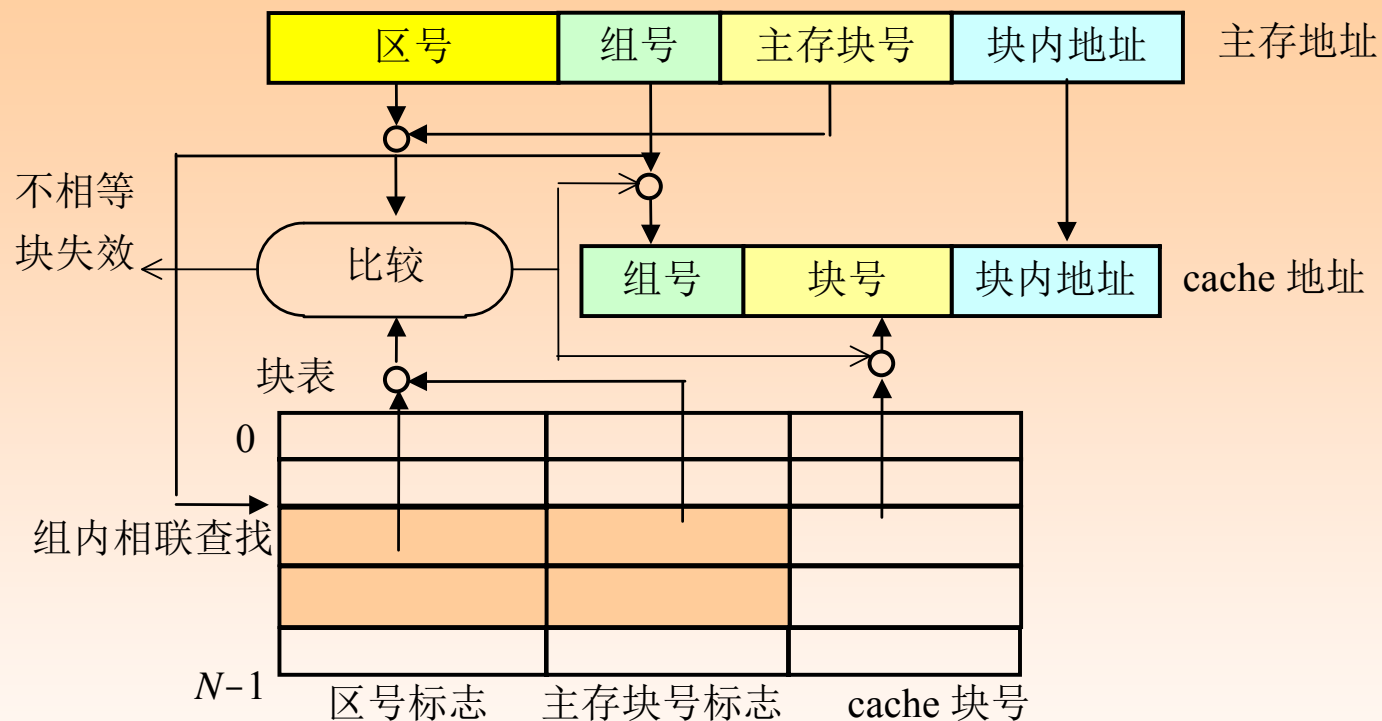 区号 组号 主存块号 块内地址 主存地址
不相等
块失效
比较
组号 块号 块内地址 cache 地址
块表
0
组内相联查找
N-1
区号标志 主存块号标志 cache 块号